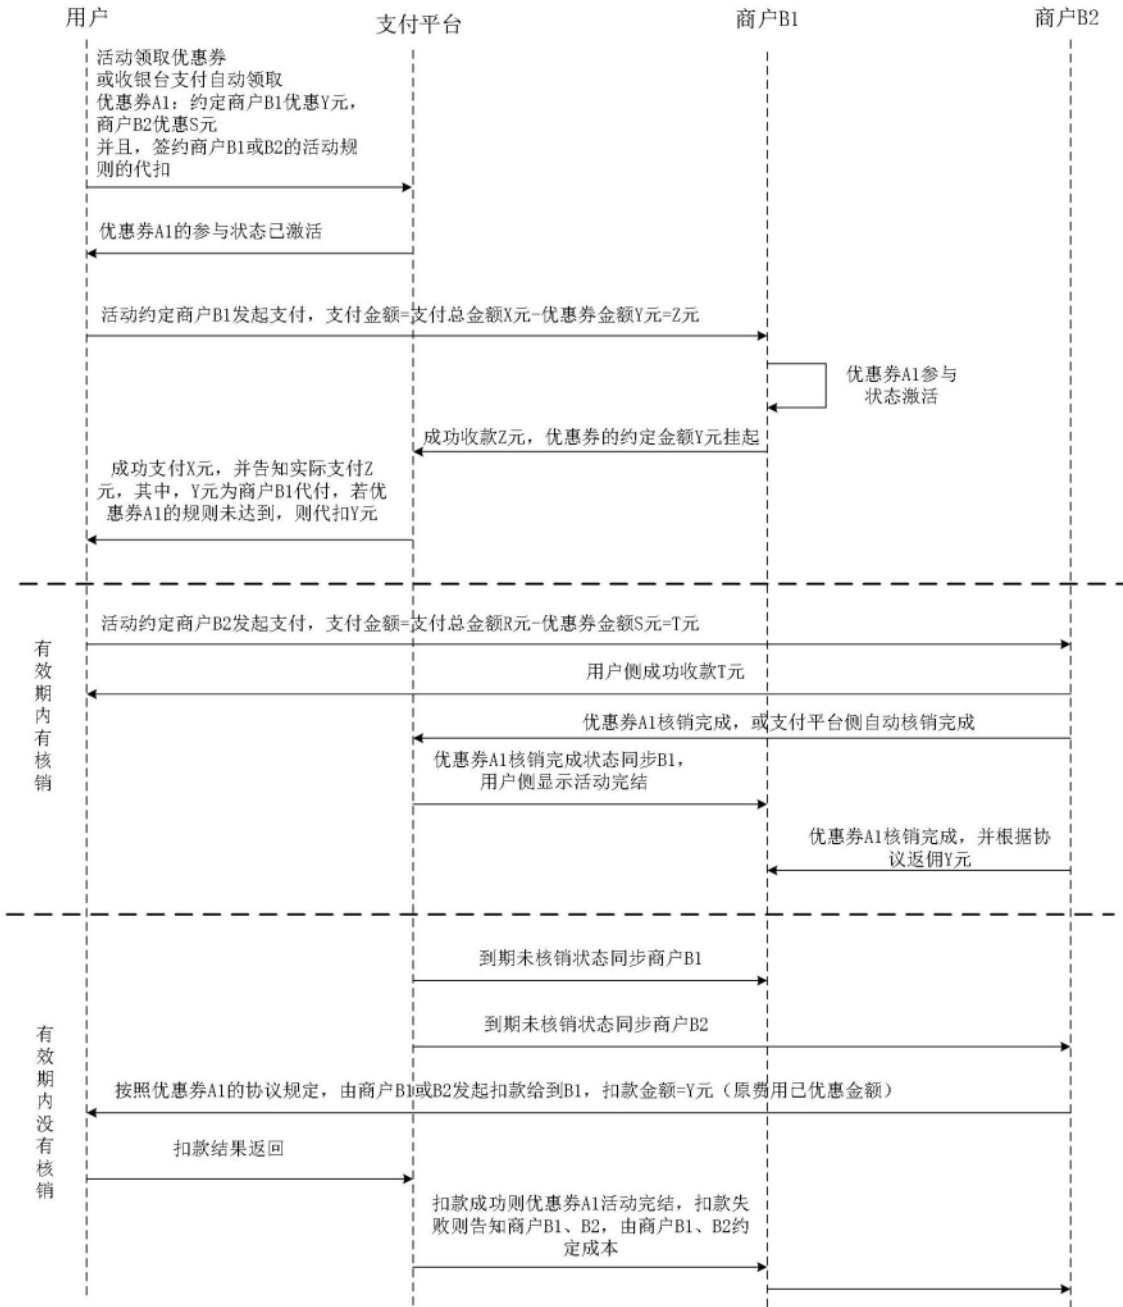 用户
支付平台
商户B1
商户B2
活动领取优惠券
或收银台支付自动领取
优惠券A1：约定商户B1优惠Y元，
商户B2优惠S元
并且，签约商户B1或B2的活动规
则的代扣
优惠券A1的参与状态已激活
活动约定商户B1发起支付，支付金额=支付总金额X元-优惠券金额Y元=Z元
优惠券A1参与
状态激活
成功收款Z元，优惠券的约定金额Y元挂起
成功支付X元，并告知实际支付Z
元，其中，Y元为商户B1代付，若优
惠券A1的规则未达到，则代扣Y元
有效期内有核销
活动约定商户B2发起支付，支付金额=支付总金额R元-优惠券金额S元=T元
用户侧成功收款T元
优惠券A1核销完成，或支付平台侧自动核销完成
优惠券A1核销完成状态同步B1，
用户侧显示活动完结
优惠券A1核销完成，并根据协
议返佣Y元
有效期内没有核销
到期未核销状态同步商户B1
到期未核销状态同步商户B2
按照优惠券A1的协议规定，由商户B1或B2发起扣款给到B1，扣款金额=Y元（原费用已优惠金额）
扣款结果返回
扣款成功则优惠券A1活动完结，扣款失
败则告知商户B1、B2，由商户B1、B2约
定成本